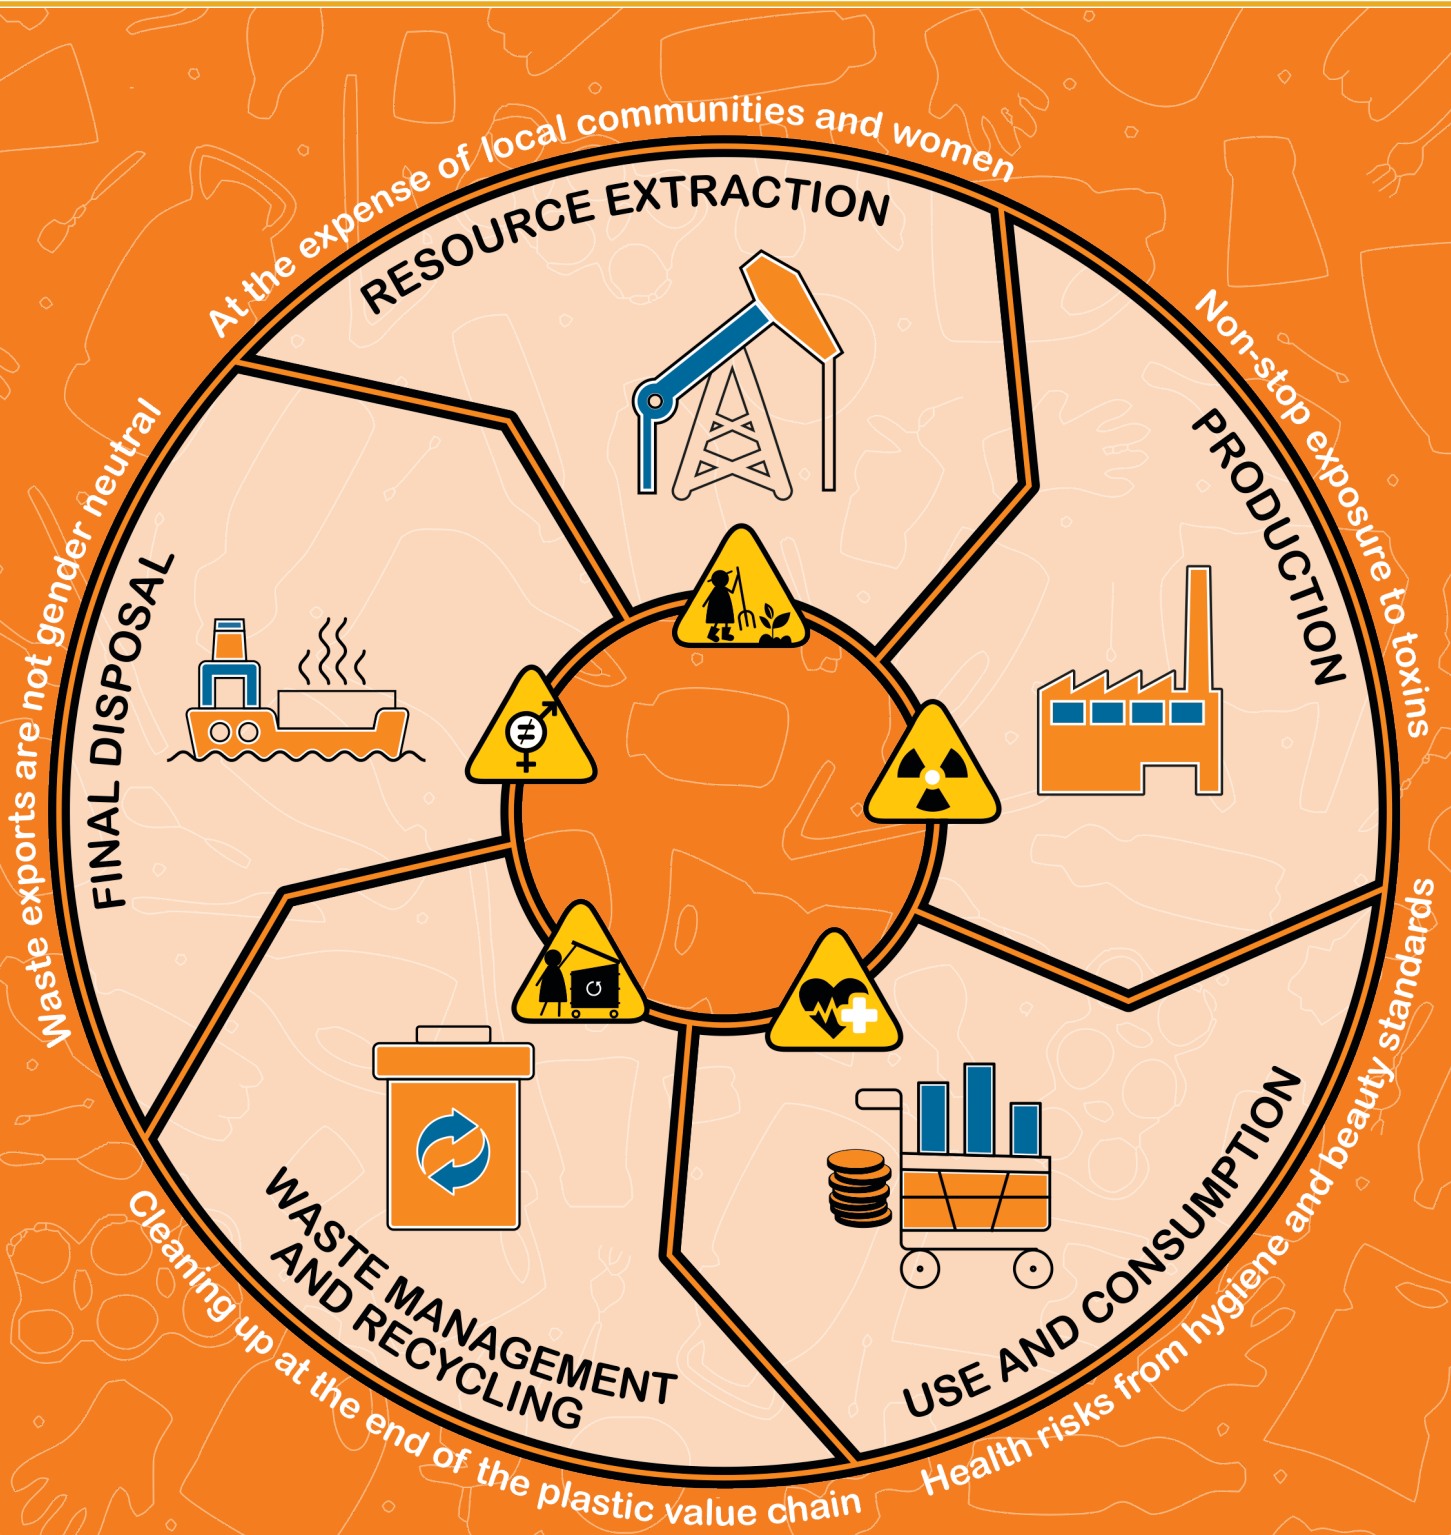 At the expense of local communities and women
RESOURCE EXTRACTION
Non-stop exposure to toxins
PRODUCTION
Health risks from hygiene and beauty standards
USE AND CONSUMPTION
Cleaning up at the end of the plastic value chain
WASTE MANAGEMENT
AND RECYCLING
Waste exports are not gender neutral
FINAL DISPOSAL